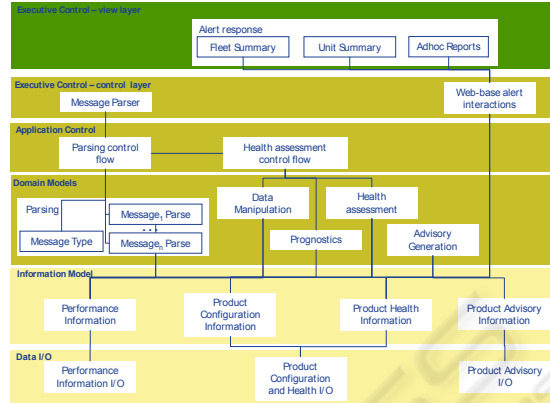 Executive Control – view layer
Alert response
Fleet Summary
Unit Summary
Adhoc Reports
Executive Control – control layer
Message Parser
Web-base alert
interactions
Application Control
Parsing control
flow
Health assessment
control flow
Domain Models
Parsing
Message Type
Message1 Parse
...
Messagen Parse
Data
Manipulation
Prognostics
Health
assessment
Advisory
Generation
Information Model
Performance
Information
Product
Configuration
Information
Product Health
Information
Product Advisory
Information
Data I/O
Performance
Information I/O
Product
Configuration
and Health I/O
Product Advisory
I/O